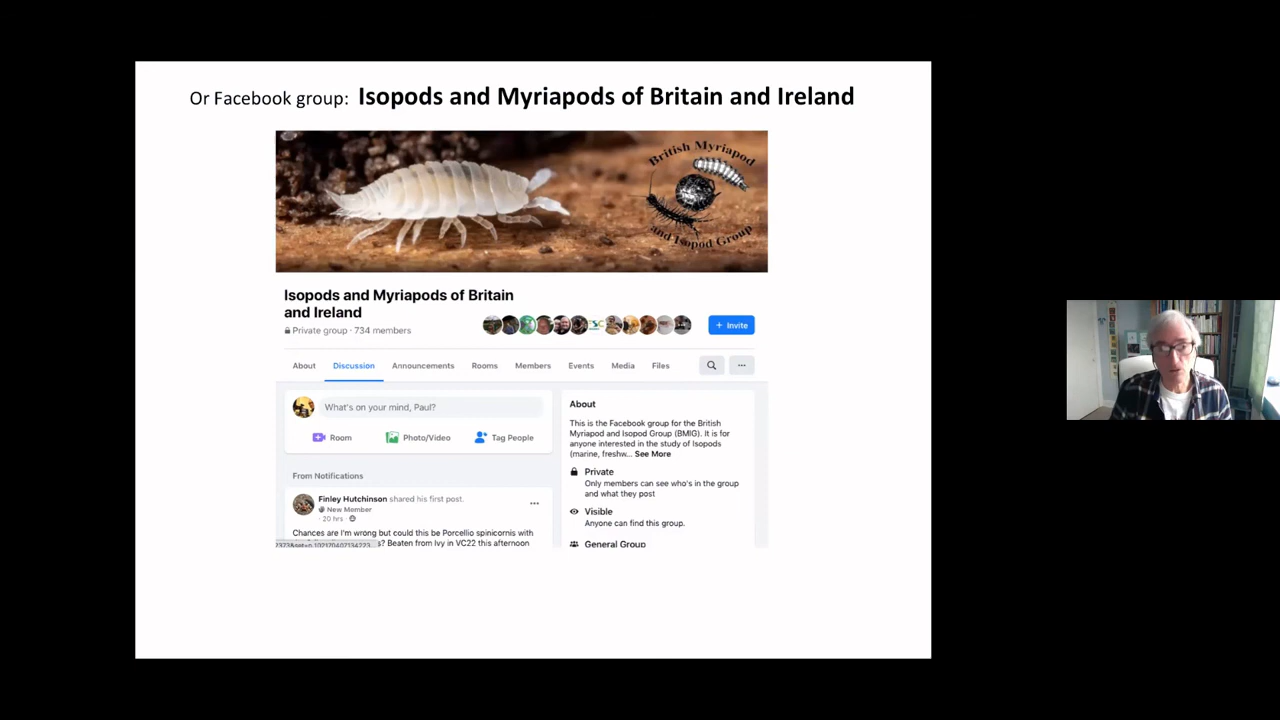 Or Facebook group: Isopods and Myriapods of Britain and Ireland
British Myriapod
and Isopod Group
Isopods and Myriapods of Britain
and Ireland
Private group · 734 members
+ Invite
About Discussion Announcements Rooms Members Events Media Files
What's on your mind, Paul?
Room Photo/Video Tag People
From Notifications
Finley Hutchinson shared his first post.
New Member
· 20 hrs ·
Chances are I'm wrong but could this be Porcellio spinicornis with
s? Beaten from Ivy in VC22 this afternoon
About
This is the Facebook group for the British
Myriapod and Isopod Group (BMIG). It is for
anyone interested in the study of Isopods
(marine, freshw... See More
Private
Only members can see who's in the group
and what they post
Visible
Anyone can find this group.
General Group